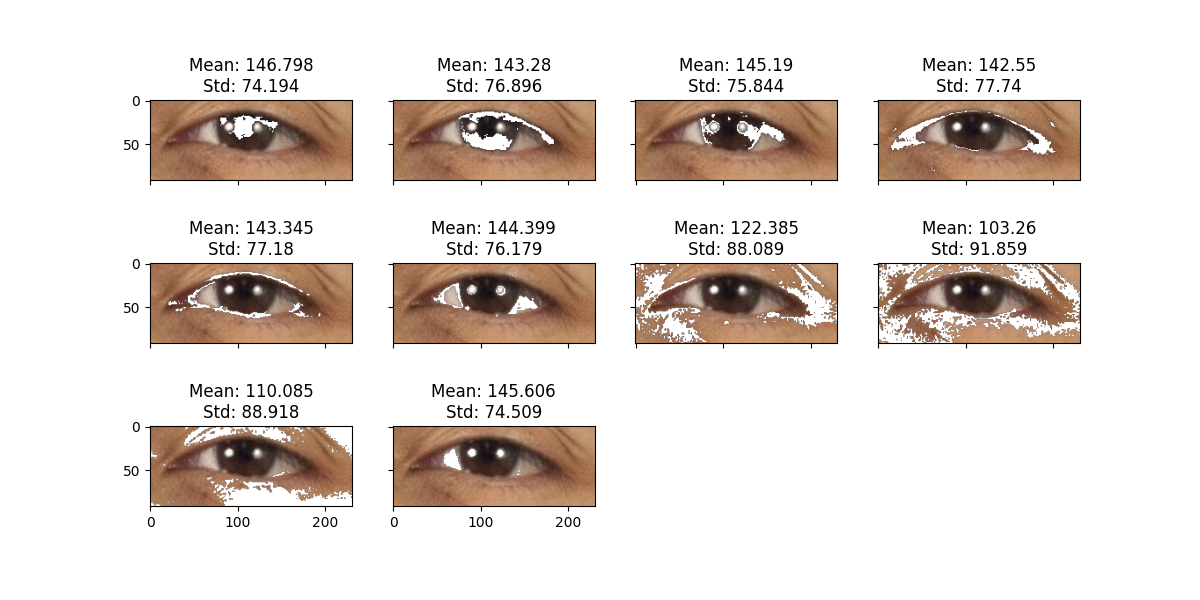 Mean: 146.798
Std: 74.194
Mean: 143.28
Std: 76.896
Mean: 145.19
Std: 75.844
Mean: 142.55
Std: 77.74
0
50
Mean: 143.345
Std: 77.18
Mean: 144.399
Std: 76.179
Mean: 122.385
Std: 88.089
Mean: 103.26
Std: 91.859
0
50
Mean: 110.085
Std: 88.918
Mean: 145.606
Std: 74.509
0
50
0 100 200
0 100 200